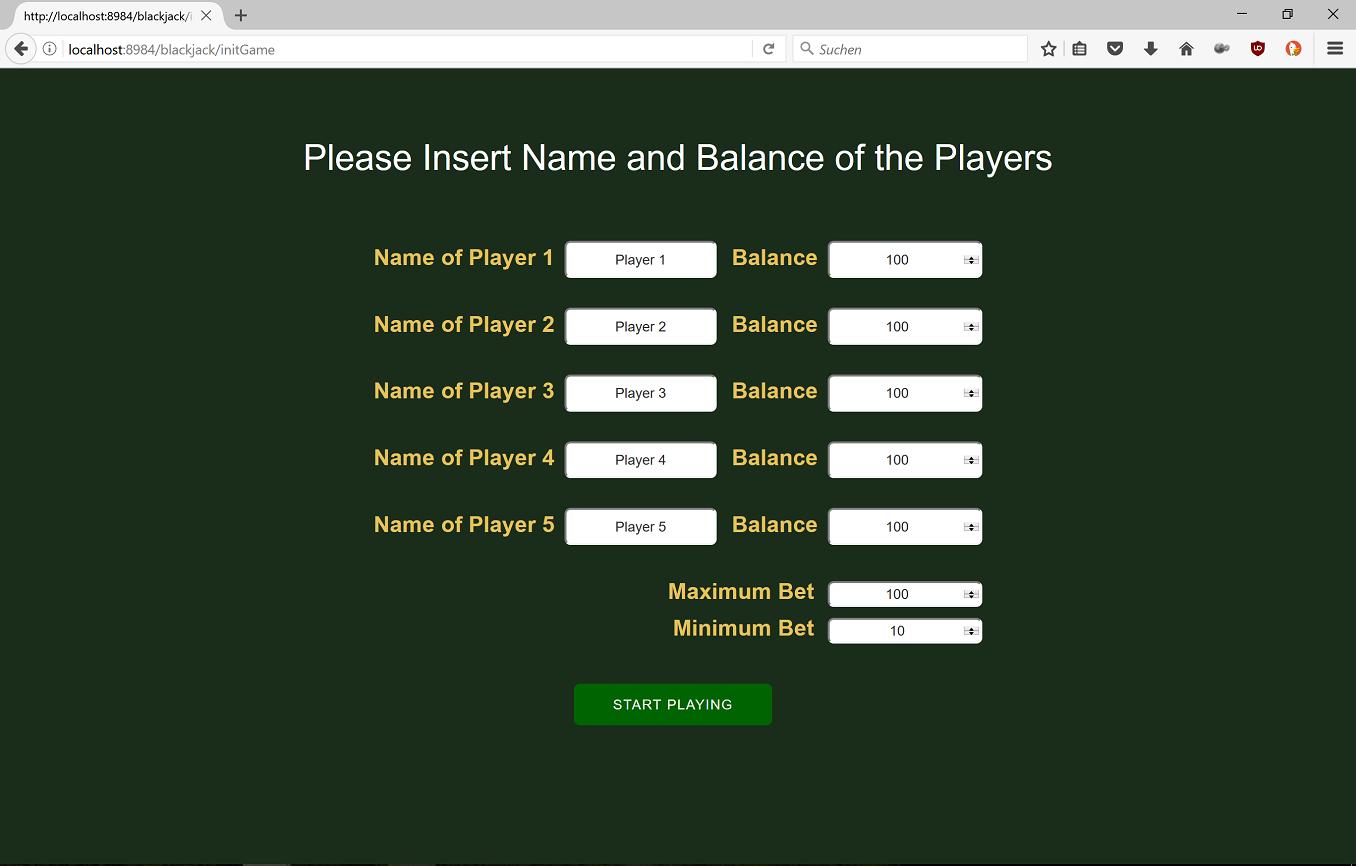 http://localhost:8984/blackjack/i
localhost:8984/blackjack/initGame
Suchen
Please Insert Name and Balance of the Players
Name of Player 1 Player 1 Balance 100
Name of Player 2 Player 2 Balance 100
Name of Player 3 Player 3 Balance 100
Name of Player 4 Player 4 Balance 100
Name of Player 5 Player 5 Balance 100
Maximum Bet 100
Minimum Bet 10
START PLAYING